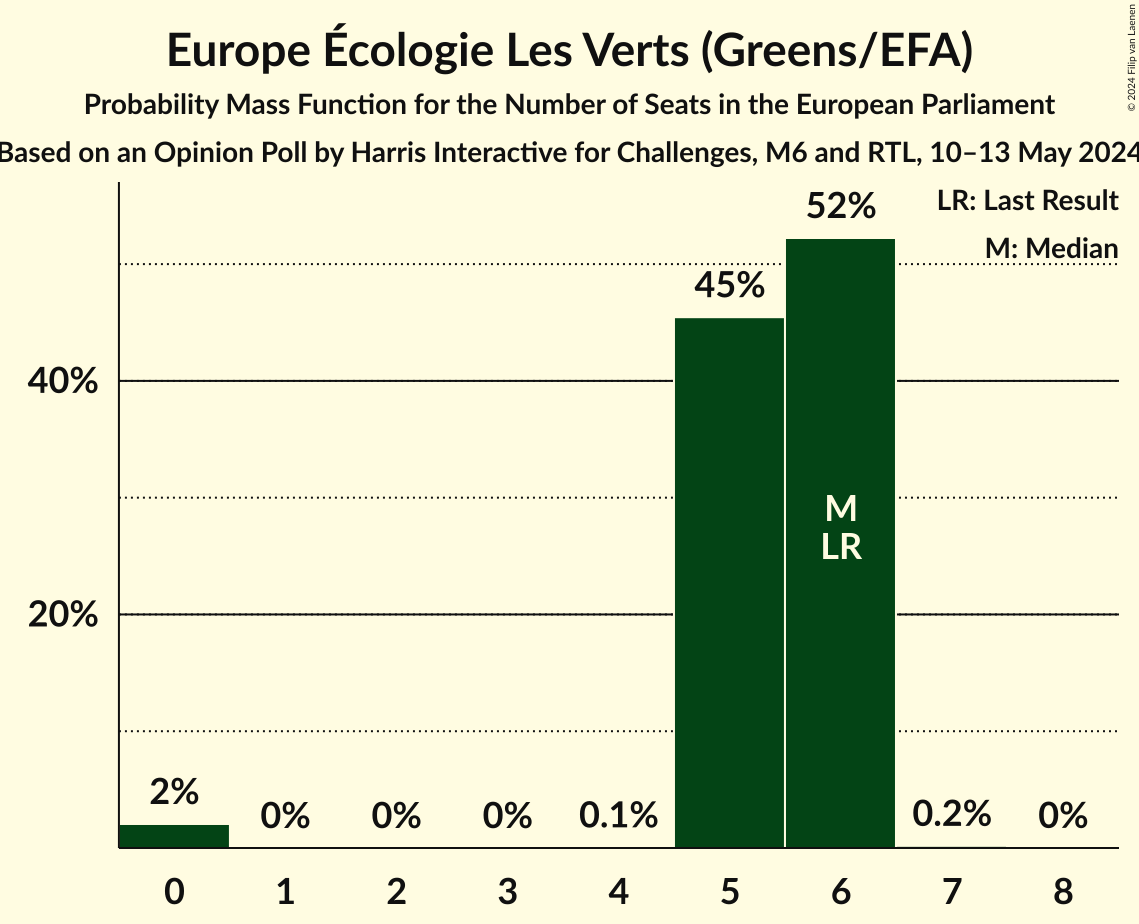 Europe Écologie Les Verts (Greens/EFA)
Probability Mass Function for the Number of Seats in the European Parliament
Based on an Opinion Poll by Harris Interactive for Challenges, M6 and RTL, 10–13 May 2024
© 2024 Filip van Laenen
LR: Last Result
M: Median
52%
45%
40%
M
LR
20%
2%
0%
0%
0%
0.1%
0.2%
0%
0 1 2 3 4 5 6 7 8